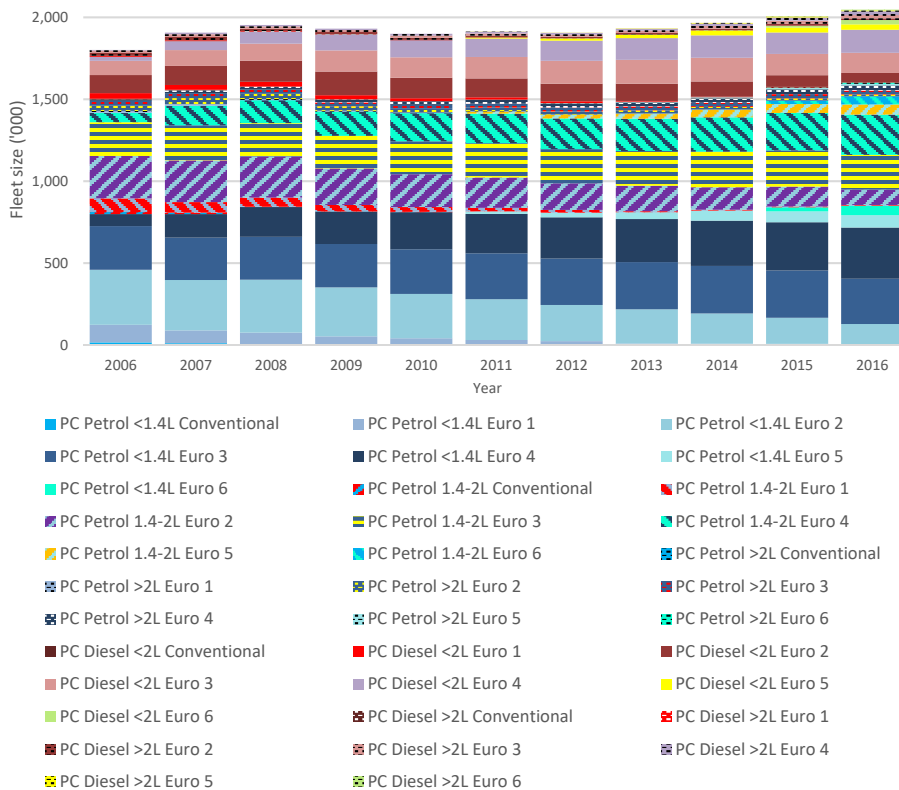 2,000
1,500
1,000
500
0
Fleet size ('000)
2006 2007 2008 2009 2010 2011 2012 2013 2014 2015 2016
Year
PC Petrol <1.4L Conventional PC Petrol <1.4L Euro 1 PC Petrol <1.4L Euro 2
PC Petrol <1.4L Euro 3 PC Petrol <1.4L Euro 4 PC Petrol <1.4L Euro 5
PC Petrol <1.4L Euro 6 PC Petrol 1.4-2L Conventional PC Petrol 1.4-2L Euro 1
PC Petrol 1.4-2L Euro 2 PC Petrol 1.4-2L Euro 3 PC Petrol 1.4-2L Euro 4
PC Petrol 1.4-2L Euro 5 PC Petrol 1.4-2L Euro 6 PC Petrol >2L Conventional
PC Petrol >2L Euro 1 PC Petrol >2L Euro 2 PC Petrol >2L Euro 3
PC Petrol >2L Euro 4 PC Petrol >2L Euro 5 PC Petrol >2L Euro 6
PC Diesel <2L Conventional PC Diesel <2L Euro 1 PC Diesel <2L Euro 2
PC Diesel <2L Euro 3 PC Diesel <2L Euro 4 PC Diesel <2L Euro 5
PC Diesel <2L Euro 6 PC Diesel >2L Conventional PC Diesel >2L Euro 1
PC Diesel >2L Euro 2 PC Diesel >2L Euro 3 PC Diesel >2L Euro 4
PC Diesel >2L Euro 5 PC Diesel >2L Euro 6